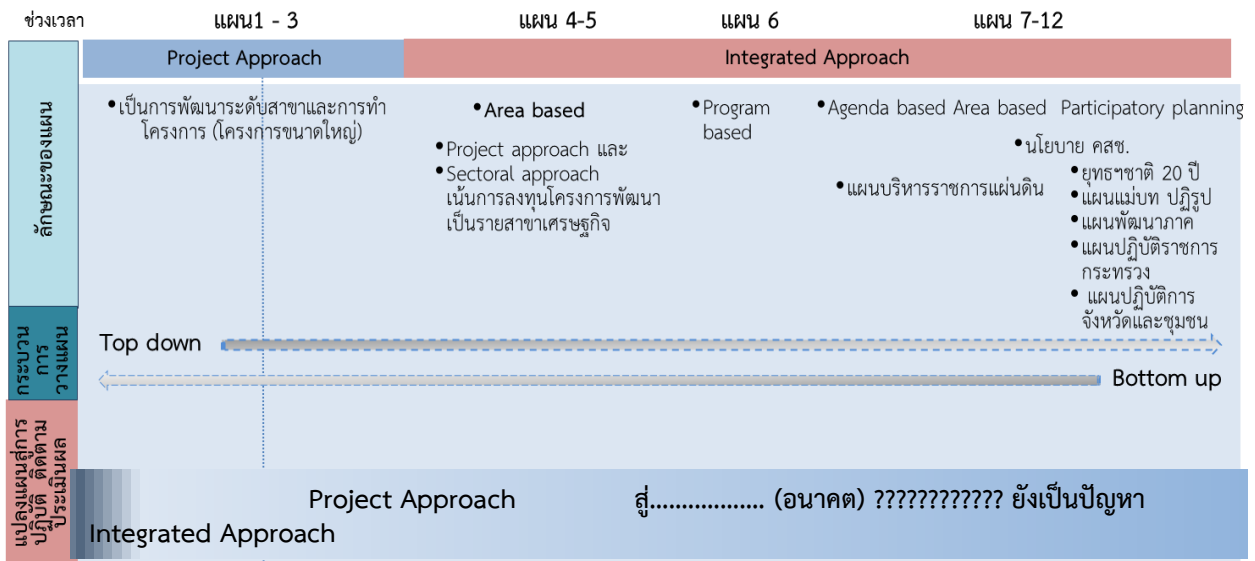 ช่วงเวลา
แผน1 - 3
แผน 4-5
แผน 6
แผน 7-12
Project Approach
Integrated Approach
ลักษณะของแผน
•เป็นการพัฒนาระดับสาขาและการทำ
โครงการ (โครงการขนาดใหญ่)
•Area based
•Project approach และ
•Sectoral approach
เน้นการลงทุนโครงการพัฒนา
เป็นรายสาขาเศรษฐกิจ
•Program
based
•Agenda based Area based Participatory planning
•นโยบาย คสช.
•แผนบริหารราชการแผ่นดิน
•ยุทธฯชาติ 20 ปี
•แผนแม่บท ปฏิรูป
•แผนพัฒนาภาค
•แผนปฏิบัติราชการ
กระทรวง
• แผนปฏิบัติการ
จังหวัดและชุมชน
กระบวน
การ
วางแผน
Top down
Bottom up
แปลงแผนสู่การ
ปฏิบัติ ติดตาม
ประเมินผล
Project Approach
สู่................. (อนาคต) ???????????? ยังเป็นปัญหา
Integrated Approach